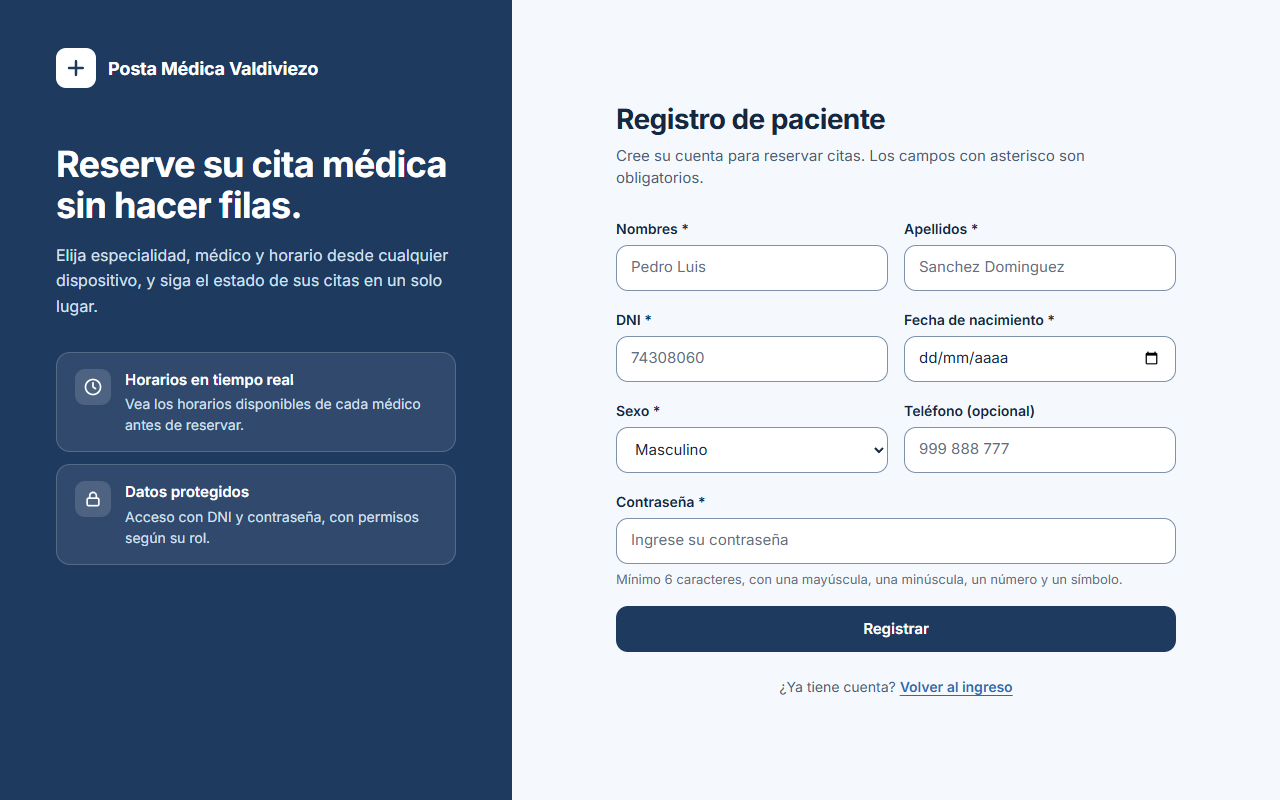 Posta Médica Valdiviezo
Reserve su cita médica
sin hacer filas.
Elija especialidad, médico y horario desde cualquier
dispositivo, y siga el estado de sus citas en un solo
lugar.
Horarios en tiempo real
Vea los horarios disponibles de cada médico
antes de reservar.
Datos protegidos
Acceso con DNI y contraseña, con permisos
según su rol.
Registro de paciente
Cree su cuenta para reservar citas. Los campos con asterisco son
obligatorios.
Nombres *
Pedro Luis
Apellidos *
Sanchez Dominguez
DNI *
74308060
Fecha de nacimiento *
dd/mm/aaaa
Sexo *
Masculino
Teléfono (opcional)
999 888 777
Contraseña *
Ingrese su contraseña
Mínimo 6 caracteres, con una mayúscula, una minúscula, un número y un símbolo.
Registrar
¿Ya tiene cuenta? Volver al ingreso